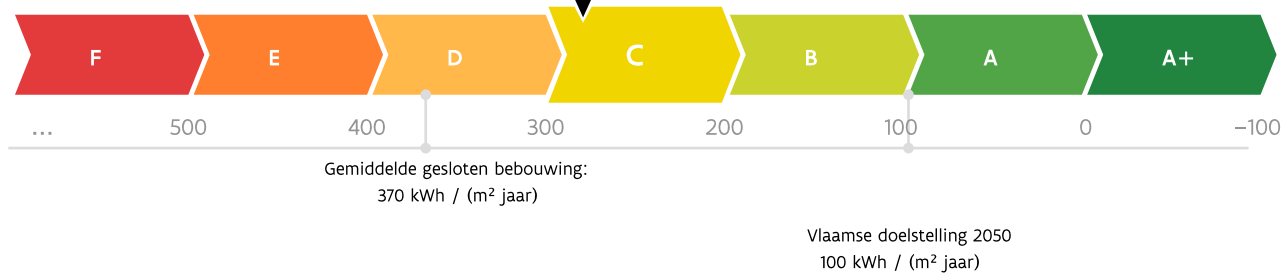 F E D C B A A+
... 500 400 300 200 100 0 −100
Gemiddelde gesloten bebouwing:
370 kWh / (m² jaar)
Vlaamse doelstelling 2050
100 kWh / (m² jaar)